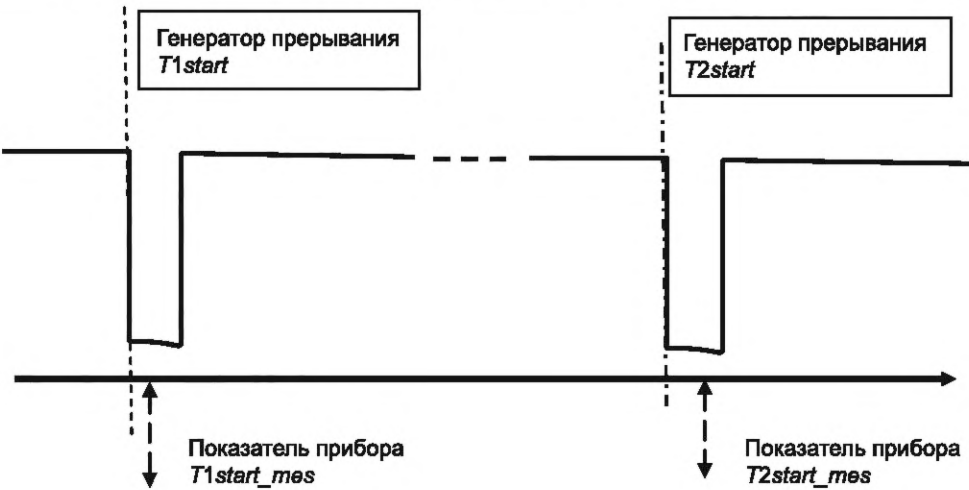 Генератор прерывания
T1start
Генератор прерывания
T2start
Показатель прибора
T1start_mes
Показатель прибора
T2start_mes